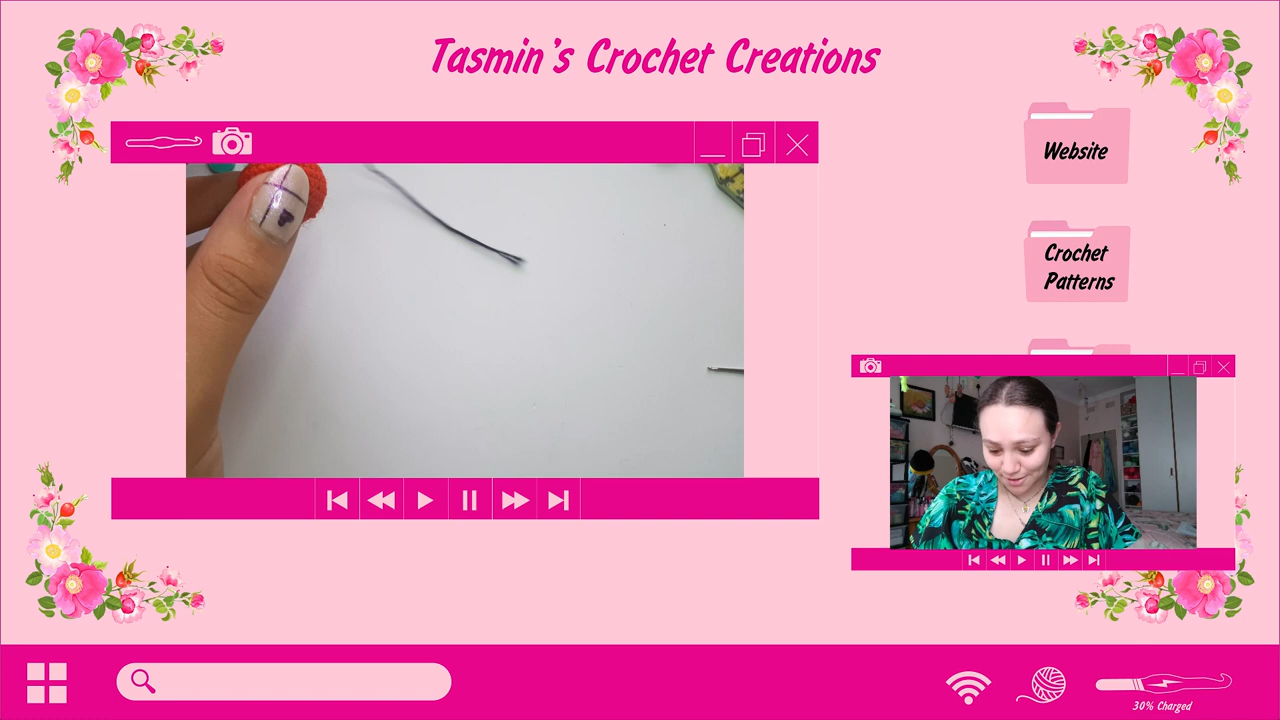 Tasmin's Crochet Creations
Website
Crochet
Patterns
30% Charged